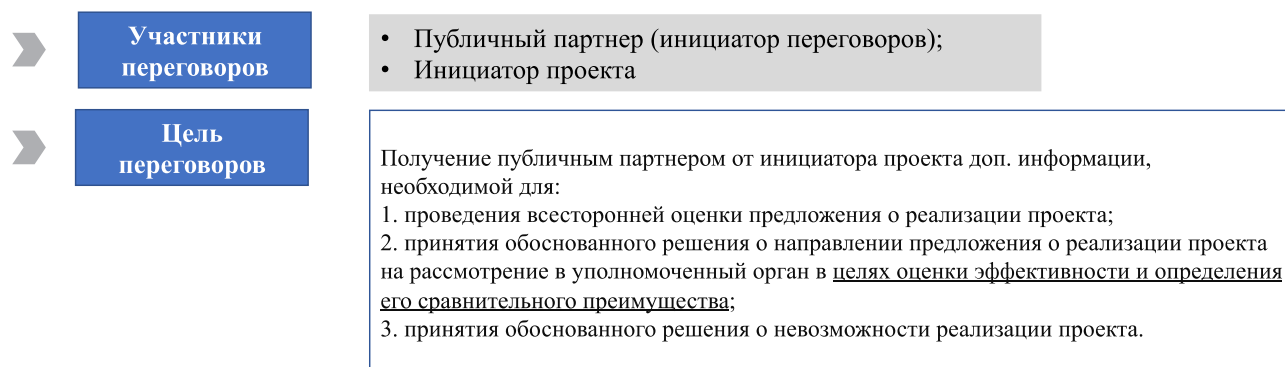 Участники
переговоров
• Публичный партнер (инициатор переговоров);
• Инициатор проекта
Цель
переговоров
Получение публичным партнером от инициатора проекта доп. информации,
необходимой для:
1. проведения всесторонней оценки предложения о реализации проекта;
2. принятия обоснованного решения о направлении предложения о реализации проекта
на рассмотрение в уполномоченный орган в целях оценки эффективности и определения
его сравнительного преимущества;
3. принятия обоснованного решения о невозможности реализации проекта.